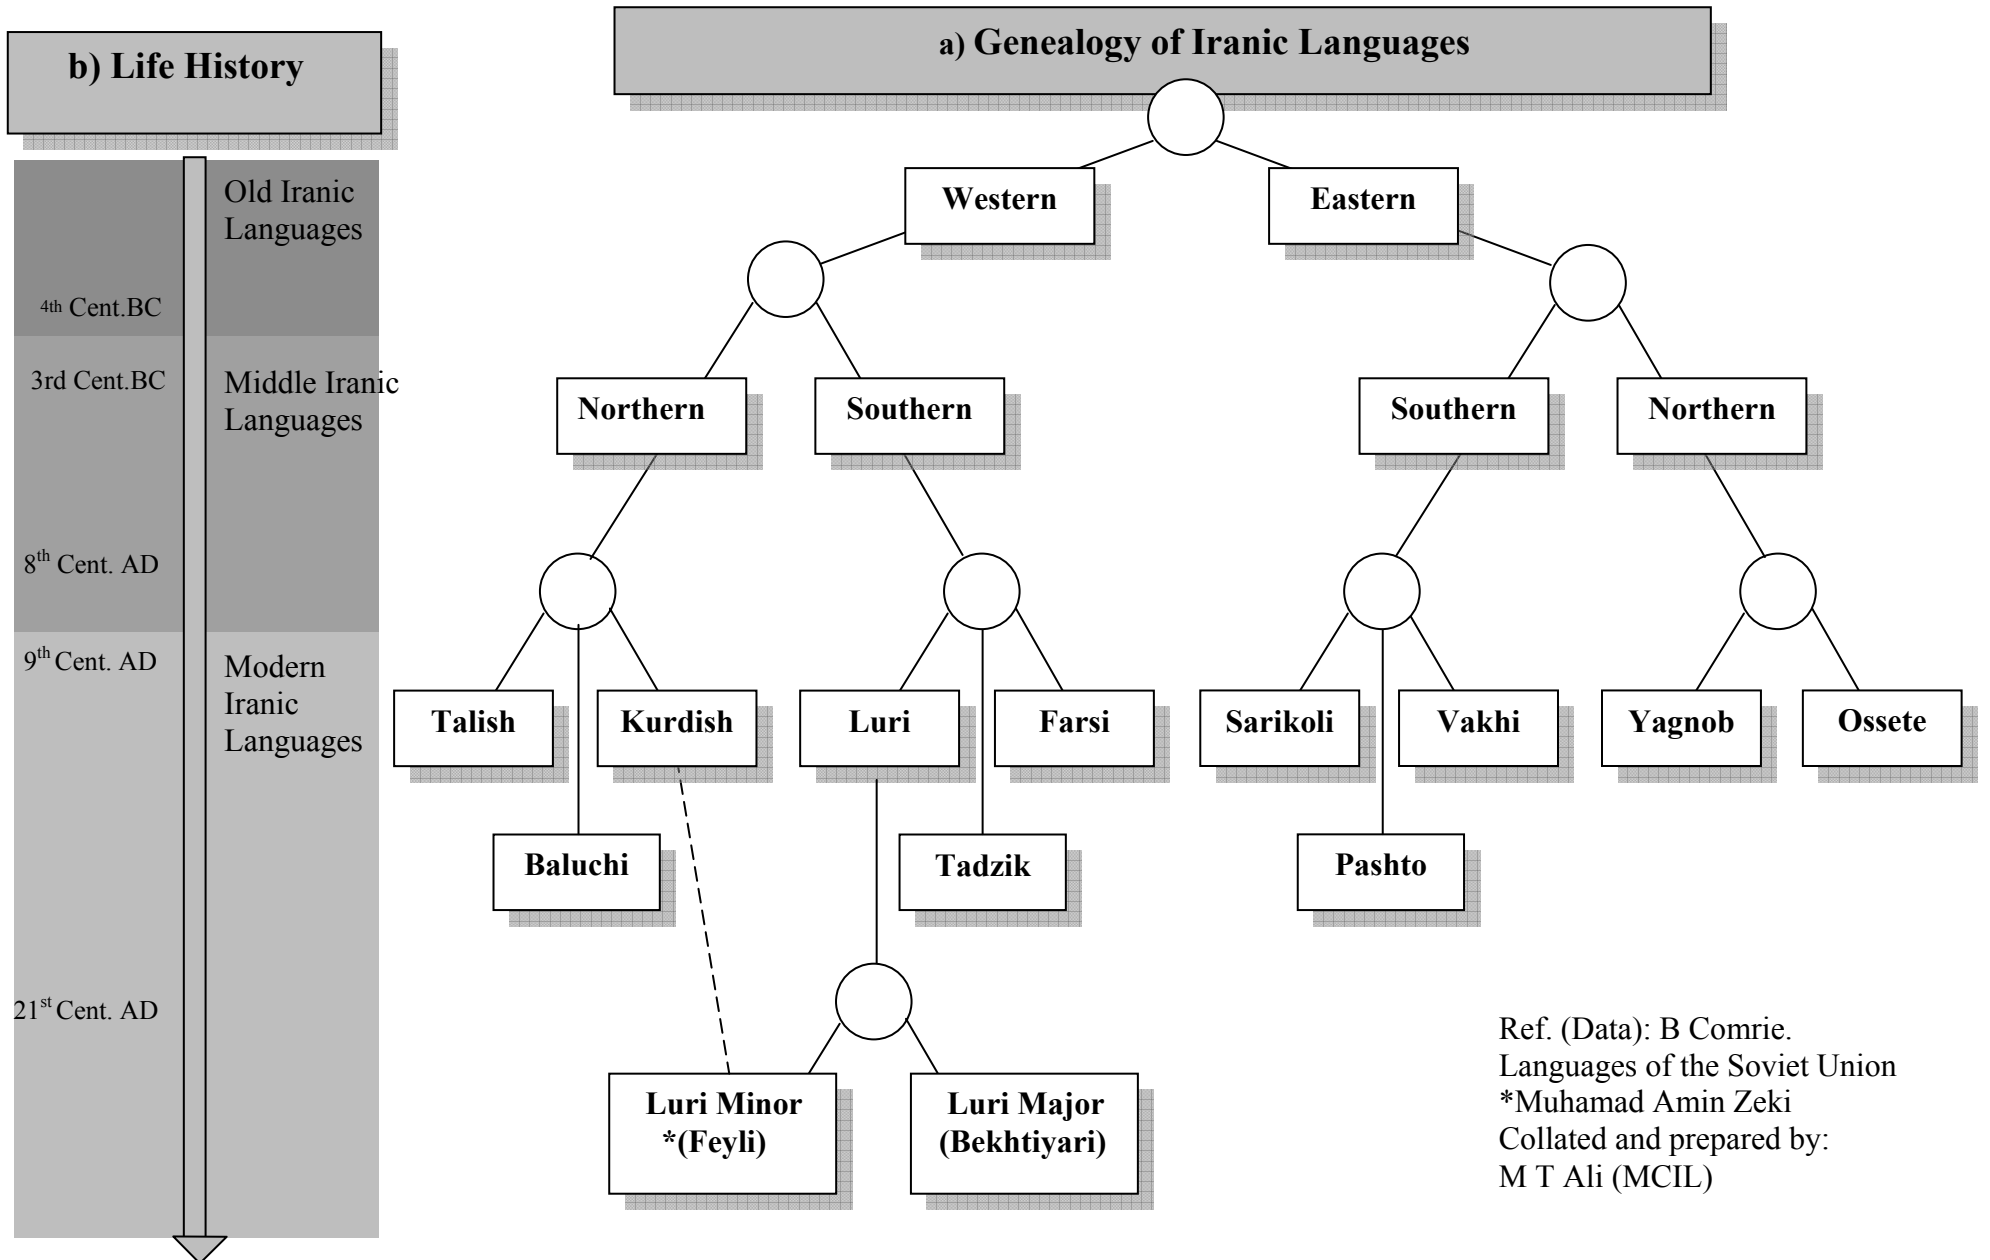 b) Life History
Old Iranic
Languages
4th Cent.BC
3rd Cent.BC
Middle Iranic
Languages
8th Cent. AD
9th Cent. AD
Modern
Iranic
Languages
21st Cent. AD
a) Genealogy of Iranic Languages
Western
Eastern
Northern
Southern
Southern
Northern
Talish
Kurdish
Luri
Farsi
Sarikoli
Vakhi
Yagnob
Ossete
Baluchi
Tadzik
Pashto
Luri Minor
*(Feyli)
Luri Major
(Bekhtiyari)
Ref. (Data): B Comrie.
Languages of the Soviet Union
*Muhamad Amin Zeki
Collated and prepared by:
M T Ali (MCIL)